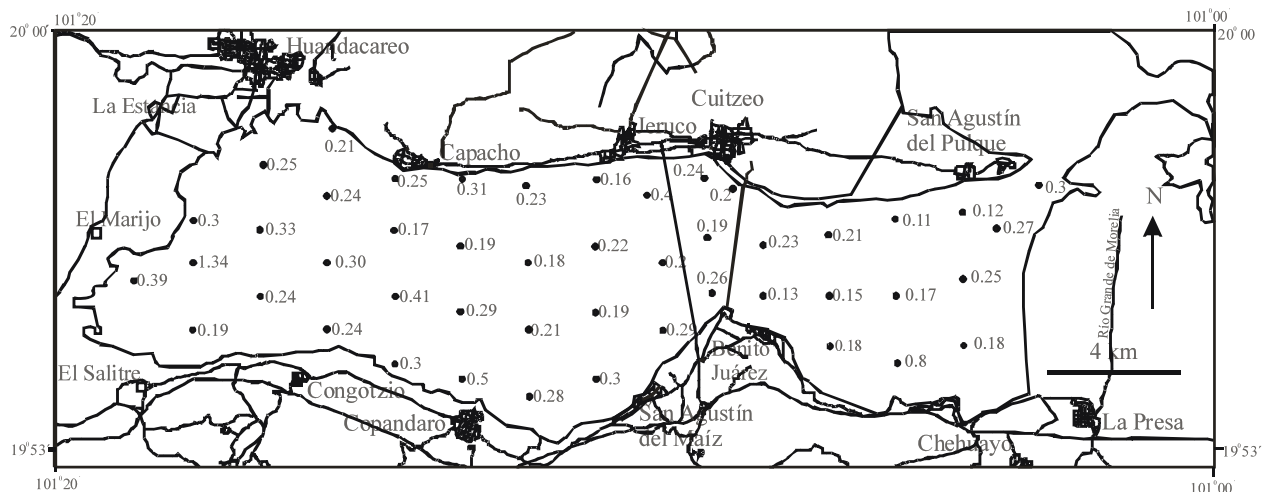 101°20'
101°00'
20°00'
20°00'
Huandacareo
La Estancia
Cuitzeo
Jeruco
San Agustín
del Pulque
Capacho
0.21
0.25
0.25
0.31
0.23
0.16
0.4
0.24
0.2
0.3
N
0.24
El Marijo
0.3
0.33
0.17
0.19
0.22
0.19
0.23
0.21
0.11
0.12
0.27
1.34
0.30
0.18
0.2
0.26
0.25
0.39
0.24
0.41
0.29
0.19
0.13
0.15
0.17
Río Grande de Morelia
0.19
0.24
0.21
0.29
0.18
0.18
4 km
0.3
0.5
0.28
0.3
0.8
El Salitre
Congotzio
Copandaro
Benito
Juárez
San Agustín
del Maíz
Chehuayo
La Presa
19°53'
19°53'
101°20'
101°00'